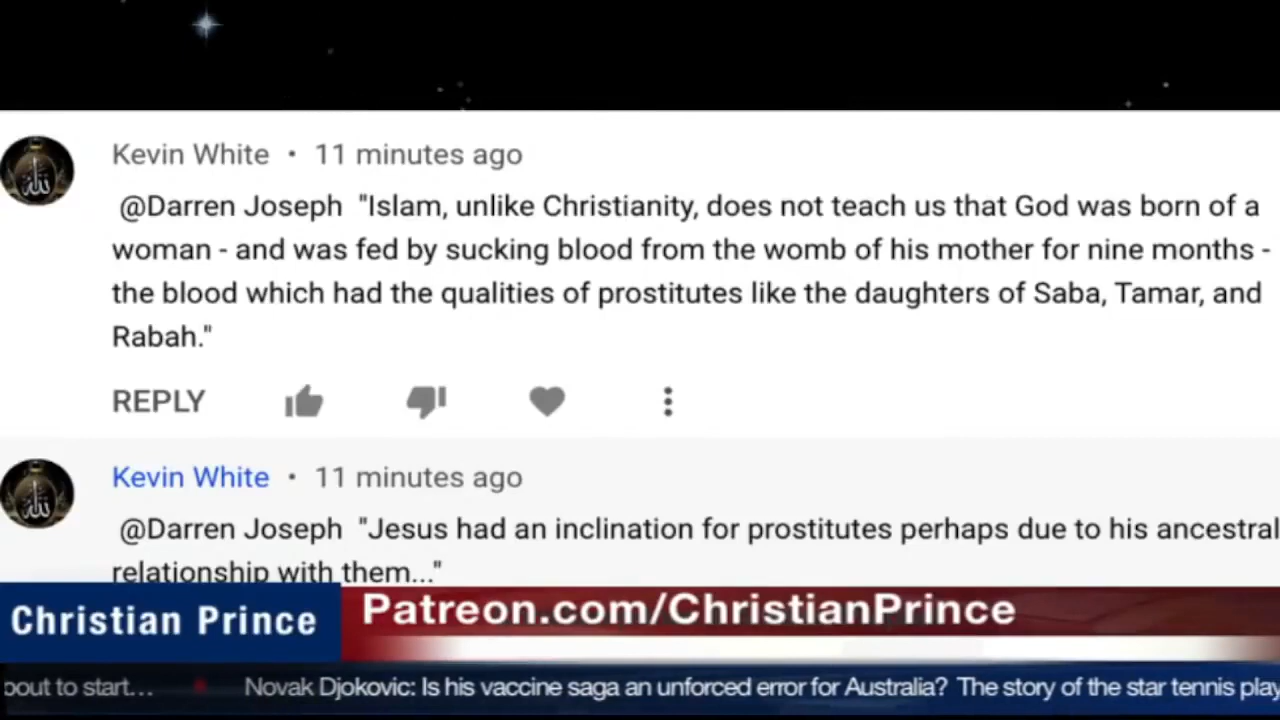 Kevin White • 11 minutes ago
@Darren Joseph "Islam, unlike Christianity, does not teach us that God was born of a
woman - and was fed by sucking blood from the womb of his mother for nine months -
the blood which had the qualities of prostitutes like the daughters of Saba, Tamar, and
Rabah."
REPLY
Kevin White • 11 minutes ago
@Darren Joseph "Jesus had an inclination for prostitutes perhaps due to his ancestral
relationship with them..."
Christian Prince
Patreon.com/ChristianPrince
to start... Novak Djokovic: Is his vaccine saga an unforced error for Australia? The story of the star tennis